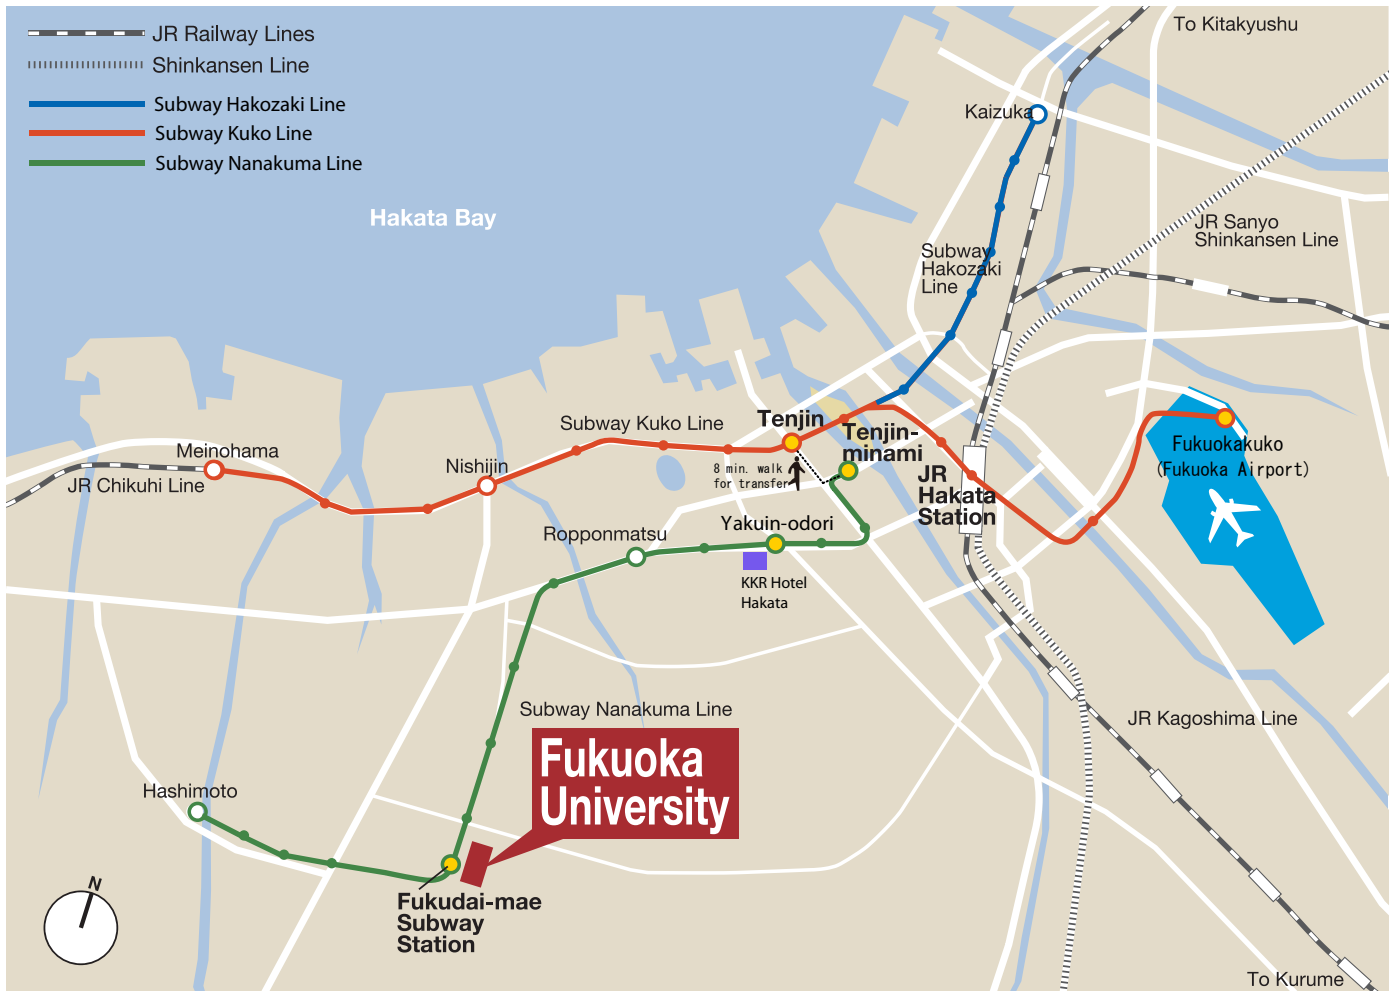 JR Railway Lines
Shinkansen Line
Subway Hakozaki Line
Subway Kuko Line
Subway Nanakuma Line
To Kitakyushu
Kaizuka
Hakata Bay
JR Sanyo
Shinkansen Line
Subway
Hakozaki
Line
Subway Kuko Line
Tenjin
Tenjin-
minami
Meinohama
JR Chikuhi Line
Nishijin
8 min. walk
for transfer
JR
Hakata
Station
Fukuokakuko
(Fukuoka Airport)
Ropponmatsu
Yakuin-odori
KKR Hotel
Hakata
Subway Nanakuma Line
JR Kagoshima Line
Fukuoka
University
Hashimoto
N
Fukudai-mae
Subway
Station
To Kurume